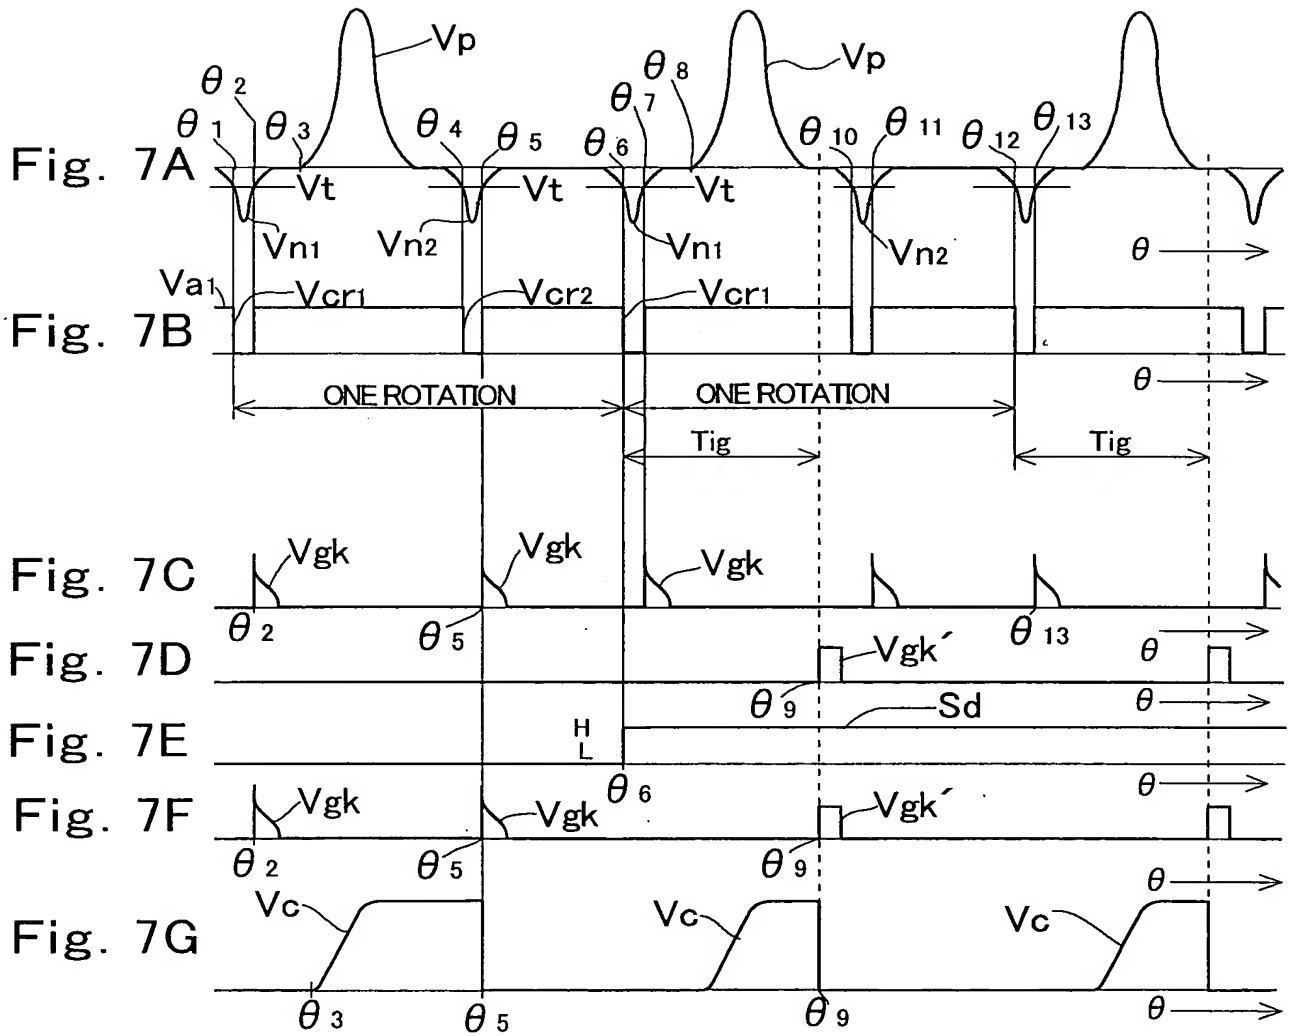 Fig. 7A
Vp
Vp
θ1
θ2
θ3
θ4
θ5
θ6
θ7
θ8
θ10
θ11
θ12
θ13
Vt
Vt
Vt
Vn1
Vn2
Vn1
Vn2
θ
Fig. 7B
Va1
Vcr1
Vcr2
Vcr1
θ
ONE ROTATION
ONE ROTATION
Tig
Tig
Fig. 7C
Vgk
Vgk
Vgk
θ2
θ5
θ13
θ
Fig. 7D
Vgk´
θ9
θ
Fig. 7E
H
L
Sd
θ6
θ
Fig. 7F
Vgk
Vgk
Vgk´
θ2
θ5
θ9
θ
Fig. 7G
Vc
Vc
Vc
θ3
θ5
θ9
θ